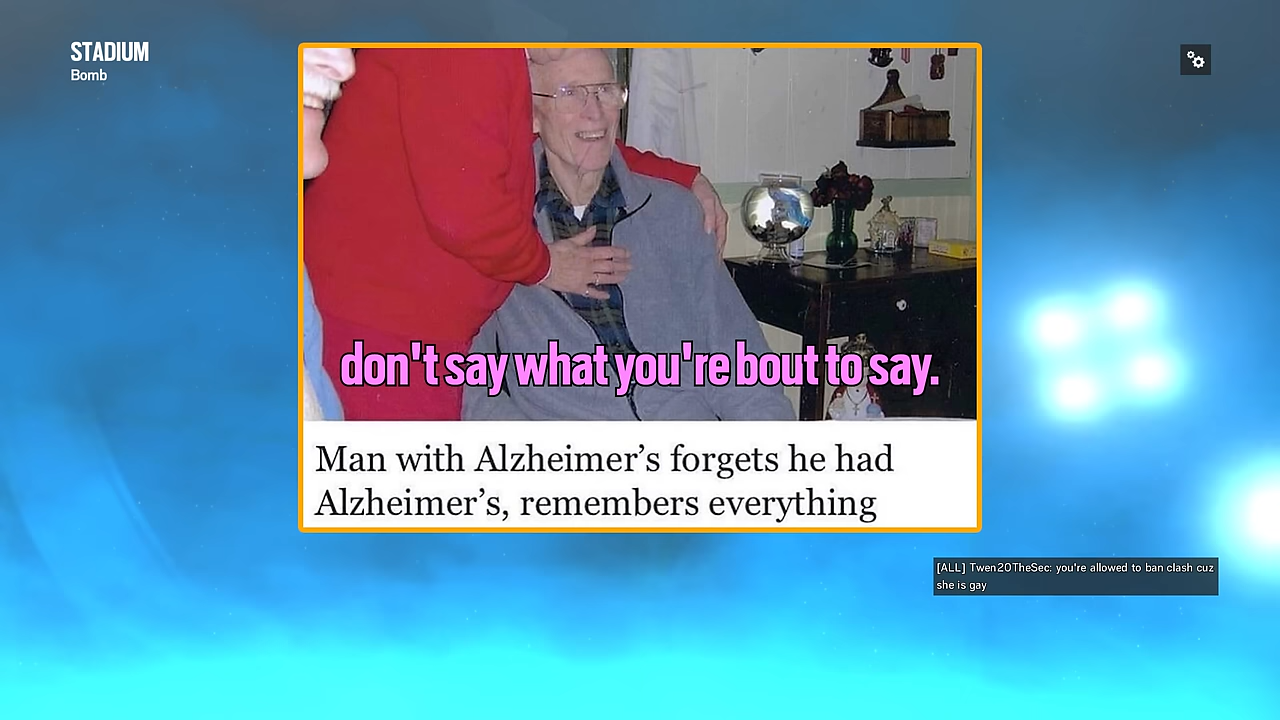 STADIUM
Bomb
don't say what you're bout to say.
Man with Alzheimer’s forgets he had
Alzheimer’s, remembers everything
[ALL] Twen20TheSec: you're allowed to ban clash cuz
she is gay